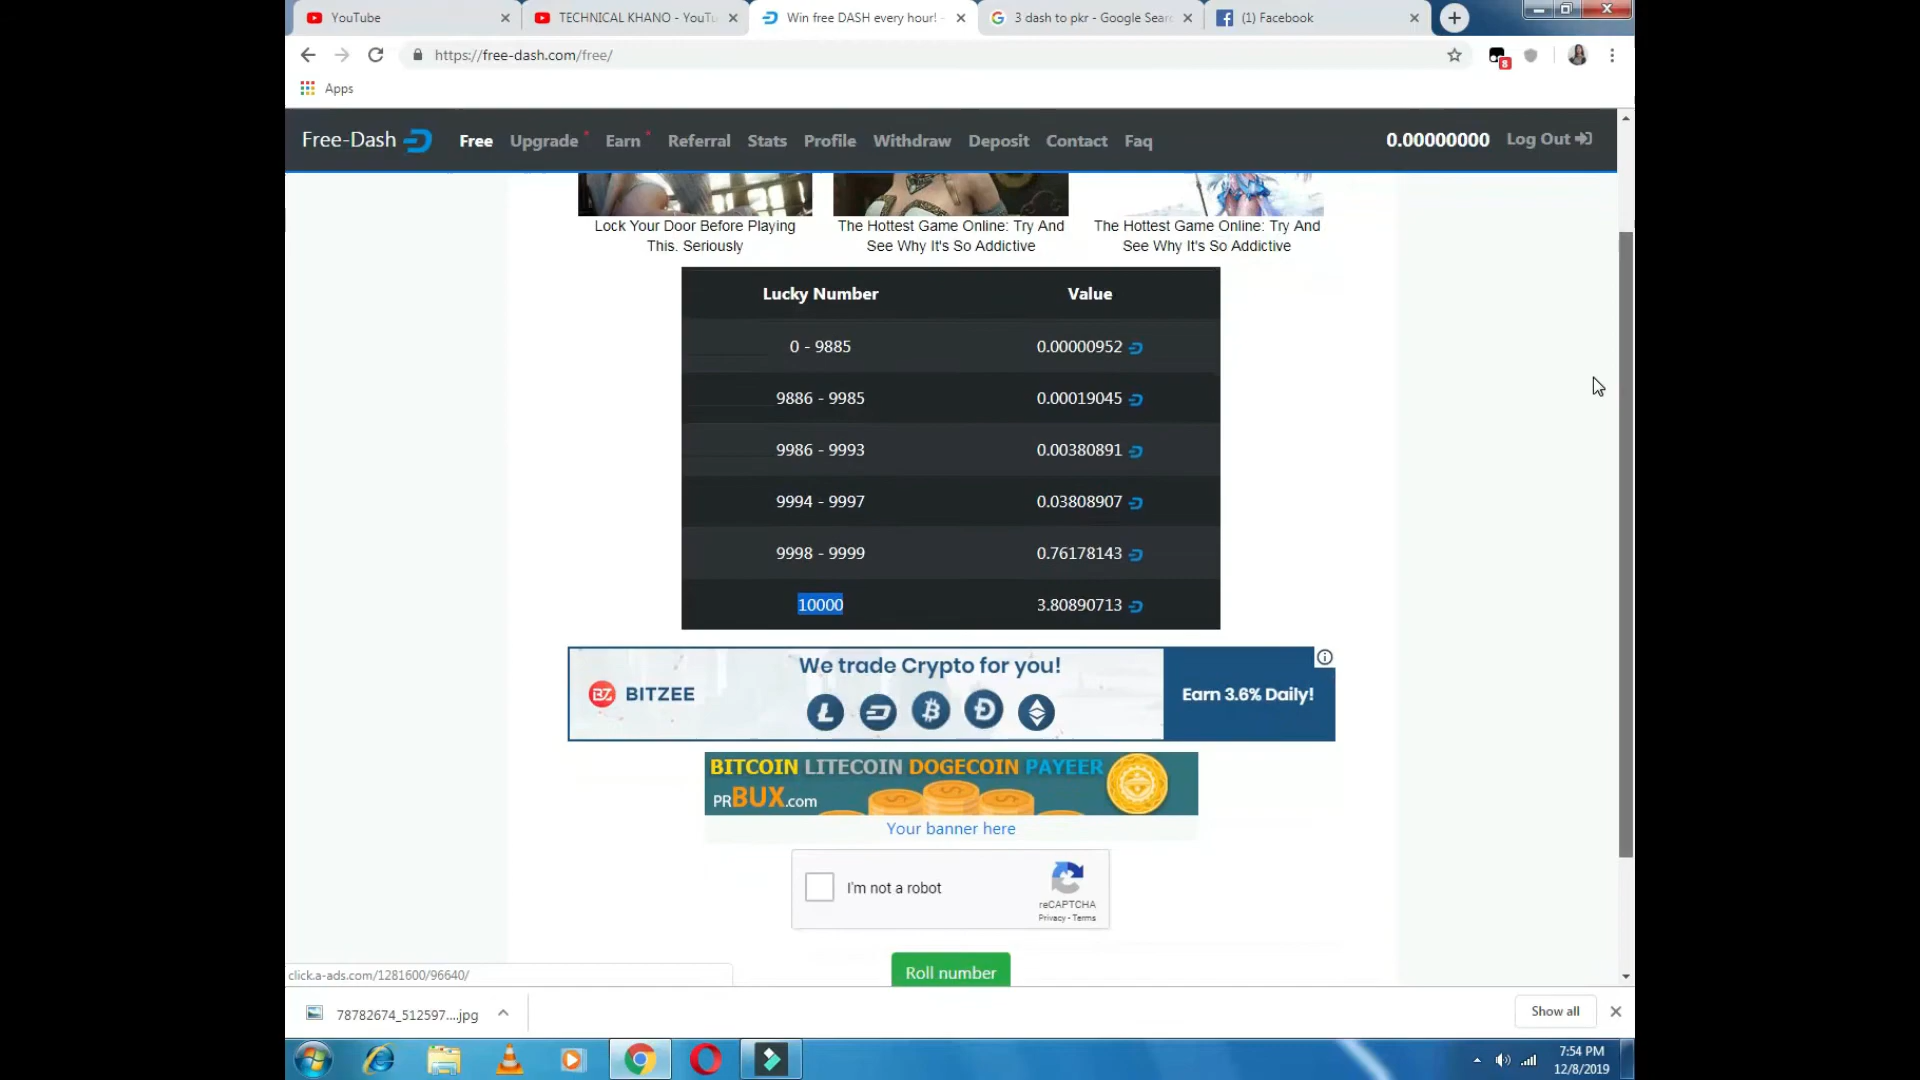 YouTube
TECHNICAL KHANO - YouTu
Win free DASH every hour! -
3 dash to pkr - Google Sear
(1) Facebook
https://free-dash.com/free/
8
Apps
Free-Dash Free Upgrade * Earn * Referral Stats Profile Withdraw Deposit Contact Faq 0.00000000 Log Out
Lock Your Door Before Playing
This. Seriously
The Hottest Game Online: Try And
See Why It's So Addictive
The Hottest Game Online: Try And
See Why It's So Addictive
Lucky Number Value
0 - 9885 0.00000952
9886 - 9985 0.00019045
9986 - 9993 0.00380891
9994 - 9997 0.03808907
9998 - 9999 0.76178143
10000 3.80890713
We trade Crypto for you!
BZ BITZEE
Earn 3.6% Daily!
BITCOIN LITECOIN DOGECOIN PAYEER
PRBUX.com
Your banner here
I'm not a robot
reCAPTCHA
Privacy - Terms
Roll number
click.a-ads.com/1281600/96640/
78782674_512597....jpg
Show all
7:54 PM
12/8/2019